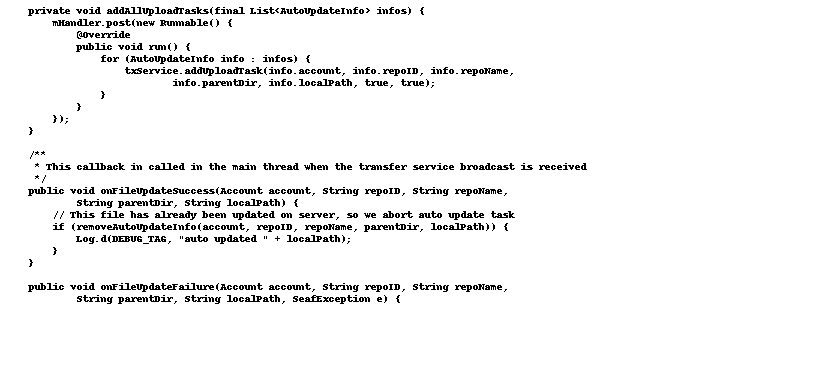 private void addAllUploadTasks(final List<AutoUpdateInfo> infos) {
    mHandler.post(new Runnable() {
        @Override
        public void run() {
            for (AutoUpdateInfo info : infos) {
                txService.addUploadTask(info.account, info.repoID, info.repoName,
                        info.parentDir, info.localPath, true, true);
            }
        }
    });
}
/**
 * This callback in called in the main thread when the transfer service broadcast is received
 */
public void onFileUpdateSuccess(Account account, String repoID, String repoName,
        String parentDir, String localPath) {
    // This file has already been updated on server, so we abort auto update task
    if (removeAutoUpdateInfo(account, repoID, repoName, parentDir, localPath)) {
        Log.d(DEBUG_TAG, "auto updated " + localPath);
    }
}
public void onFileUpdateFailure(Account account, String repoID, String repoName,
        String parentDir, String localPath, SeafException e) {